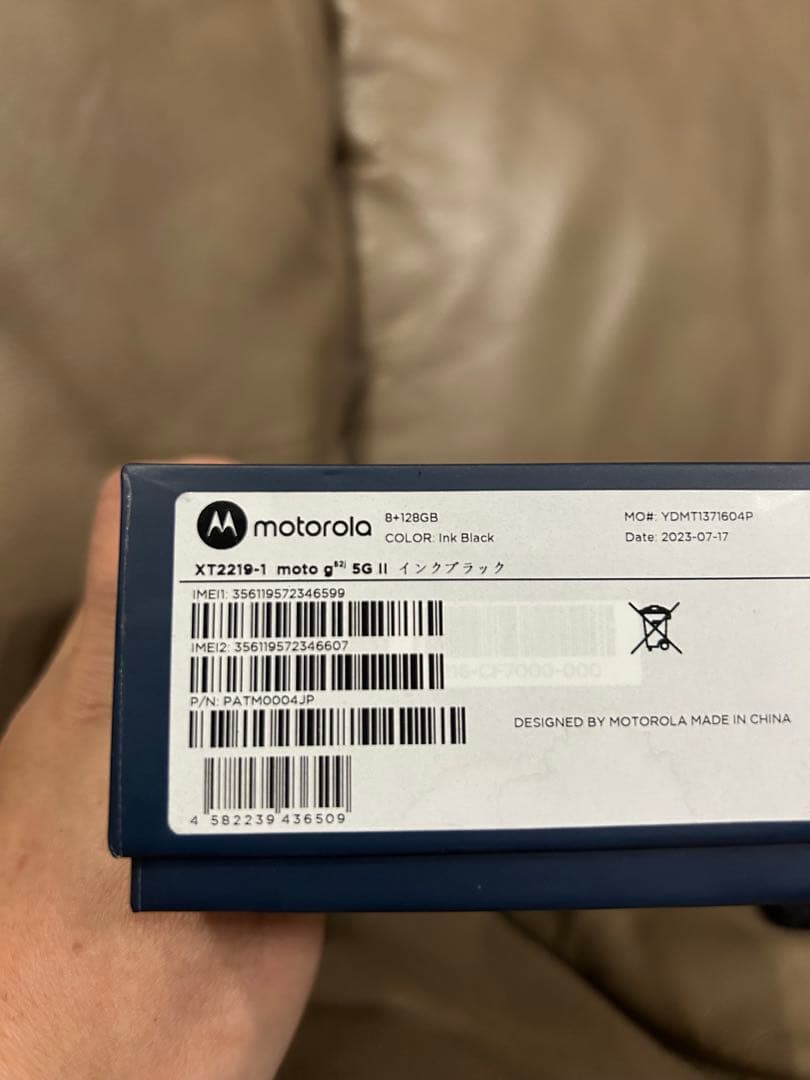 motorola
8+128GB
COLOR: Ink Black
MO#: YDMT1371604P
Date: 2023-07-17
XT2219-1 moto g52j 5G II インクブラック
IMEI1: 356119572346599
IMEI2: 356119572346607
P/N: PATM0004JP
DESIGNED BY MOTOROLA MADE IN CHINA
4 582239 436509